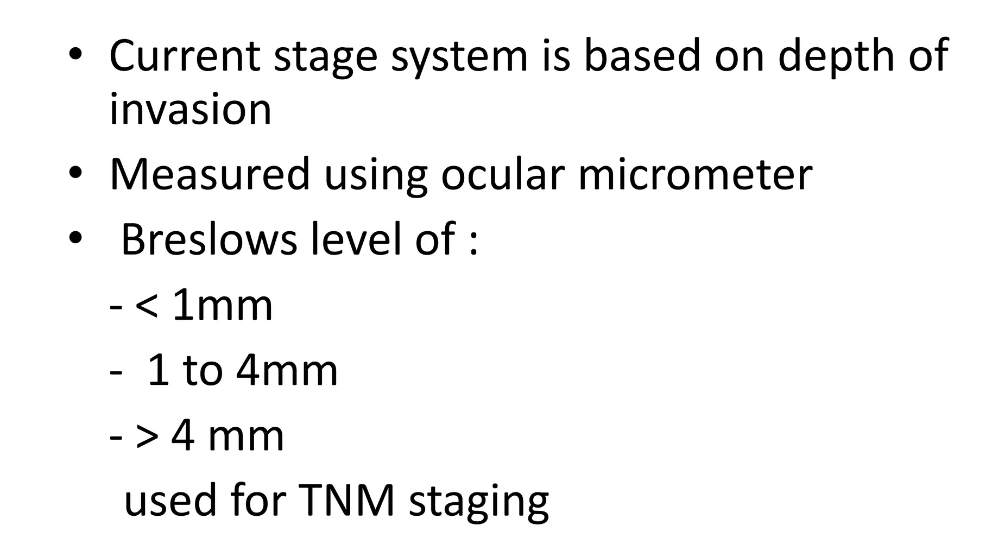 • Current stage system is based on depth of
invasion
• Measured using ocular micrometer
• Breslows level of :
- < 1mm
- 1 to 4mm
- > 4 mm
used for TNM staging